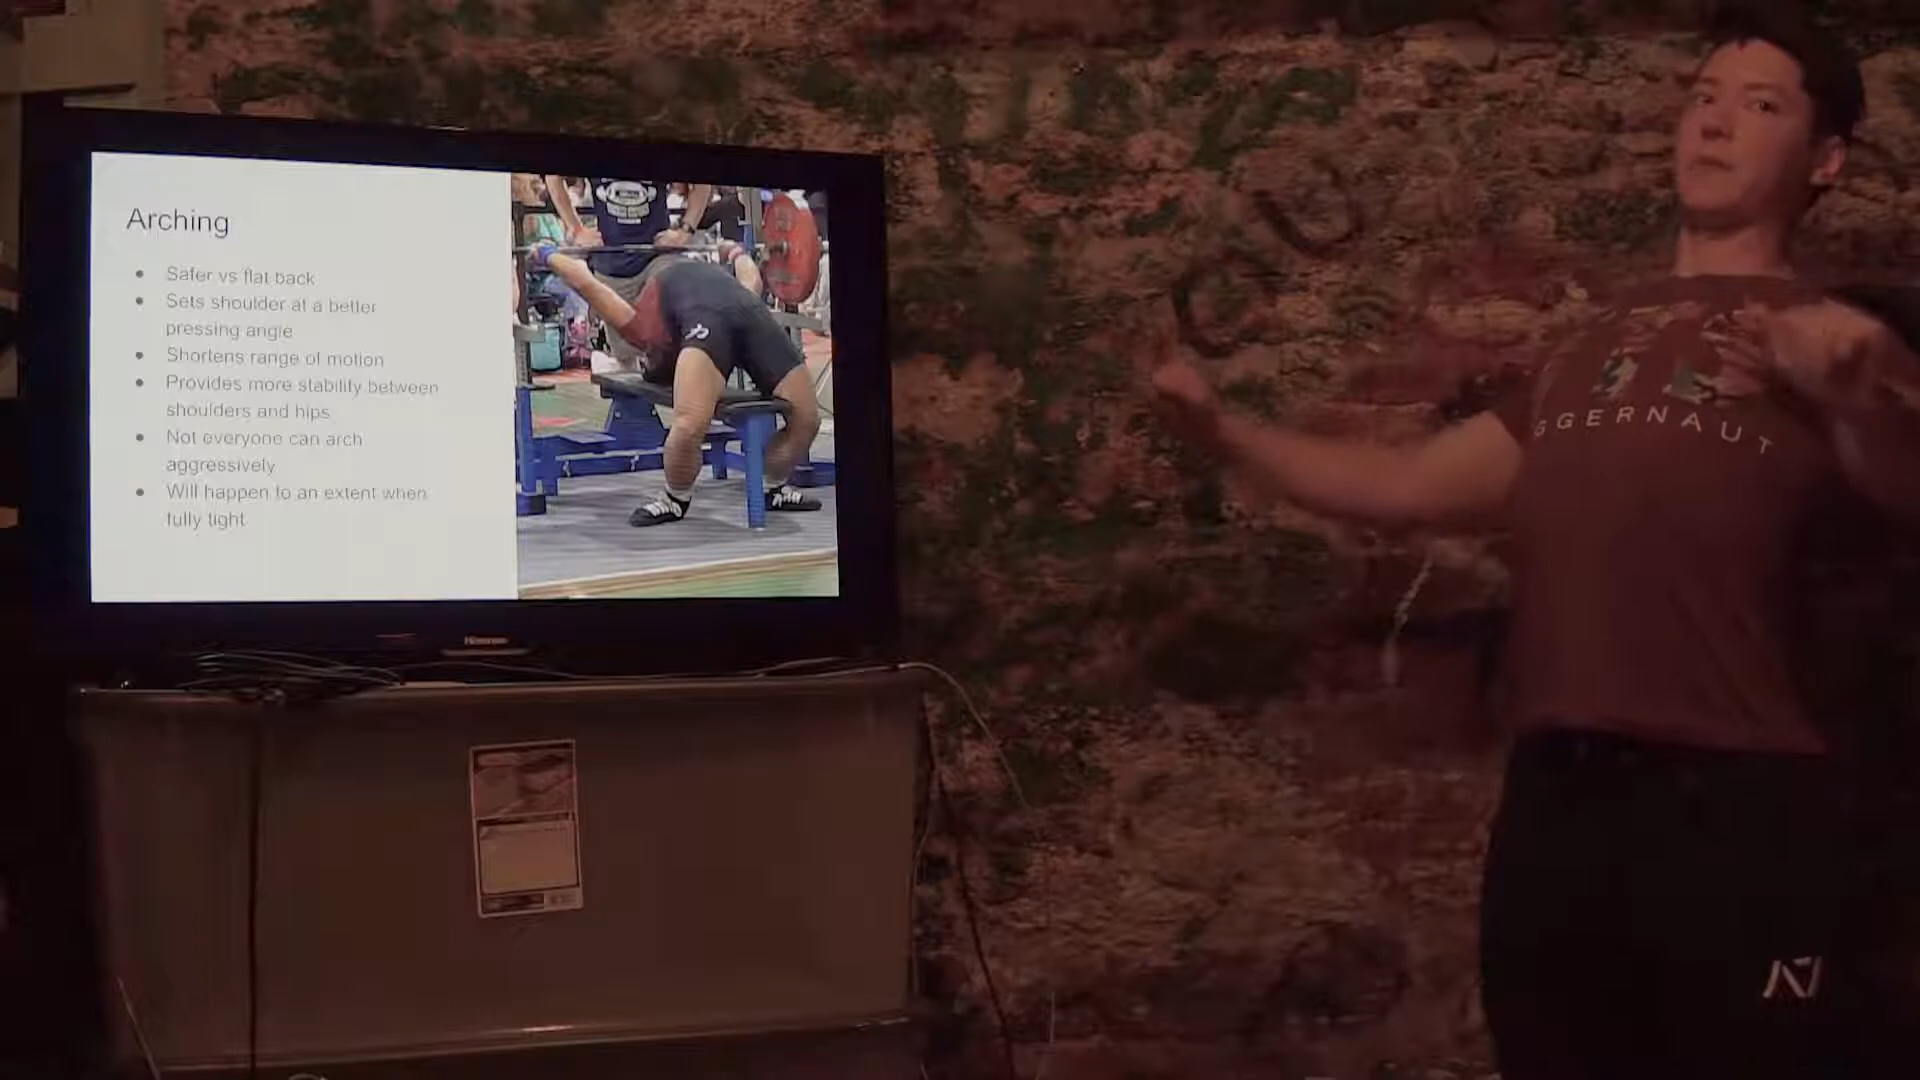 Arching
● Safer vs flat back
● Sets shoulder at a better
pressing angle
● Shortens range of motion
● Provides more stability between
shoulders and hips
● Not everyone can arch
aggressively
● Will happen to an extent when
fully tight
Hisense
GGERNAUT